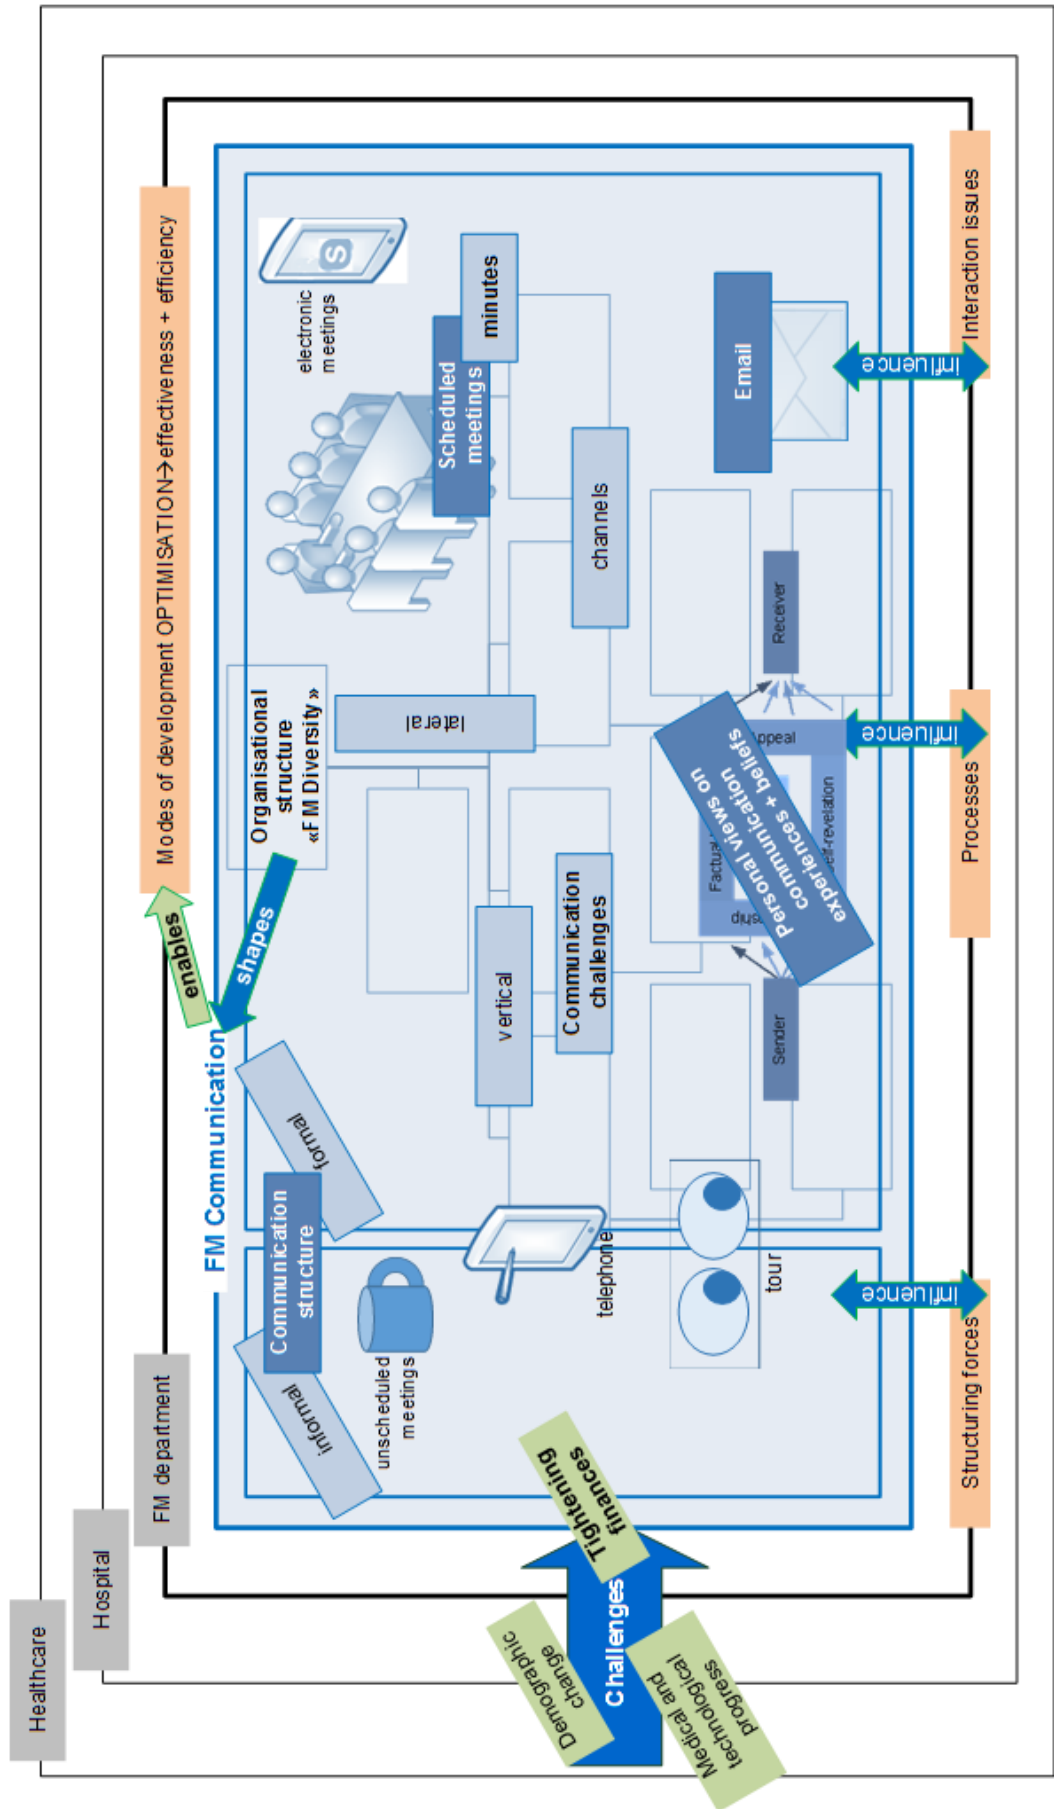 Healthcare
Hospital
FM department
Modes of development OPTIMISATION→effectiveness + efficiency
enables
shapes
FM Communication
Organisational
structure
«FM Diversity»
informal
Communication
structure
formal
unscheduled
meetings
electronic
meetings
lateral
Scheduled
meetings
minutes
vertical
Communication
challenges
channels
telephone
tour
Demographic
change
Challenges
Tightening
finances
Medical and
technological
progress
Sender
Factual
Appeal
Receiver
Personal views on
communication
experiences + beliefs
Email
influence
influence
influence
Structuring forces
Processes
Interaction issues